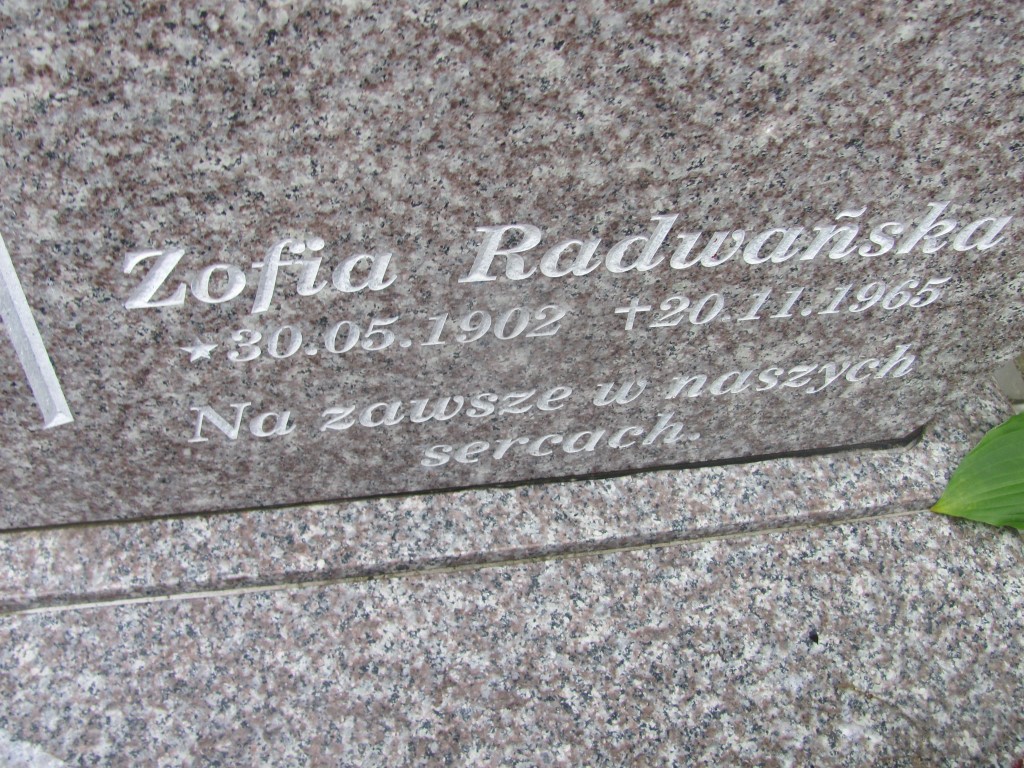 Zofia Radwańska
★30.05.1902 †20.11.1965
Na zawsze w naszych
sercach.